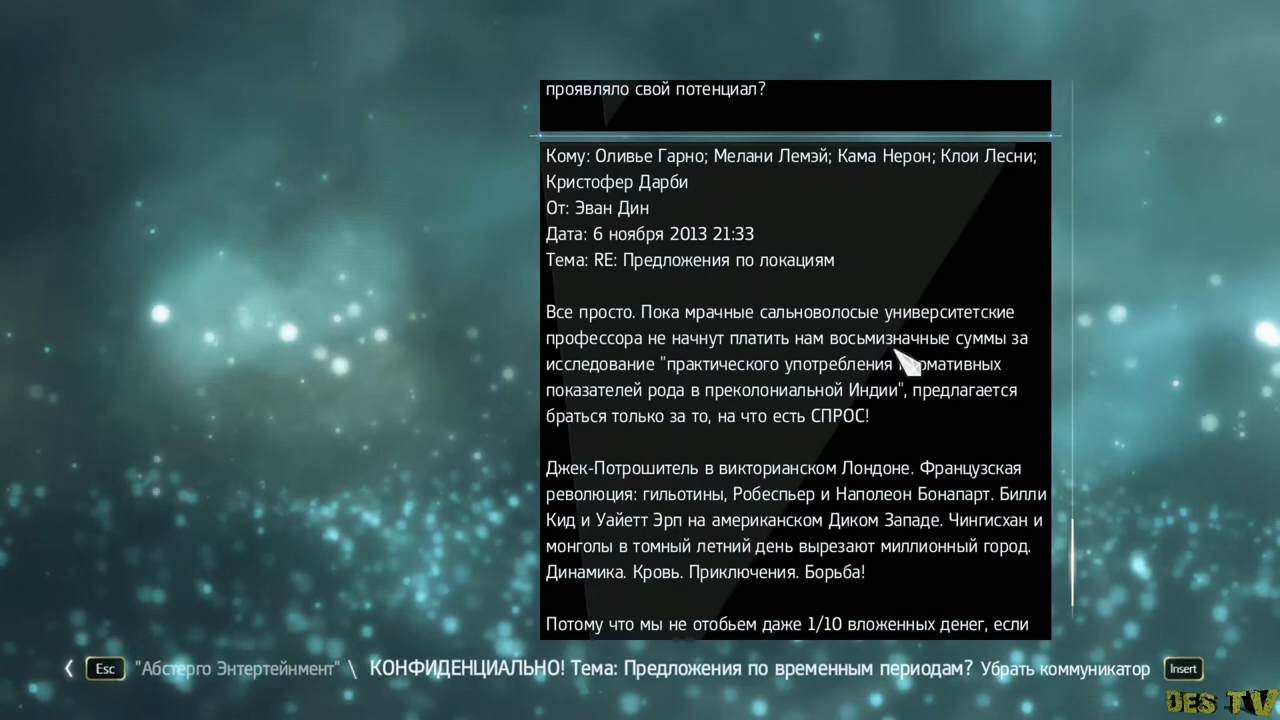 проявляло свой потенциал?
Кому: Оливье Гарно; Мелани Лемэй; Кама Нерон; Клои Лесни;
Кристофер Дарби
От: Эван Дин
Дата: 6 ноября 2013 21:33
Тема: RE: Предложения по локациям
Все просто. Пока мрачные сальноволосые университетские
профессора не начнут платить нам восьмизначные суммы за
исследование "практического употребления
показателей рода в преколониальной Индии", предлагается
браться только за то, на что есть СПРОС!
Джек-Потрошитель в викторианском Лондоне. Французская
революция: гильотины, Робеспьер и Наполеон Бонапарт. Билли
Кид и Уайетт Эрп на американском Диком Западе. Чингисхан и
монголы в томный летний день вырезают миллионный город.
Динамика. Кровь. Приключения. Борьба!
Потому что мы не отобьем даже 1/10 вложенных денег, если
Esc "Абстерго Энтертейнмент" \ КОНФИДЕНЦИАЛЬНО! Тема: Предложения по временным периодам? Убрать коммуникатор Insert
DES TV